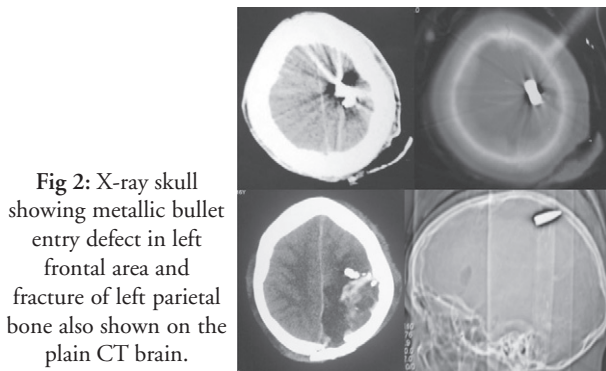 Fig 2: X-ray skull
showing metallic bullet
entry defect in left
frontal area and
fracture of left parietal
bone also shown on the
plain CT brain.